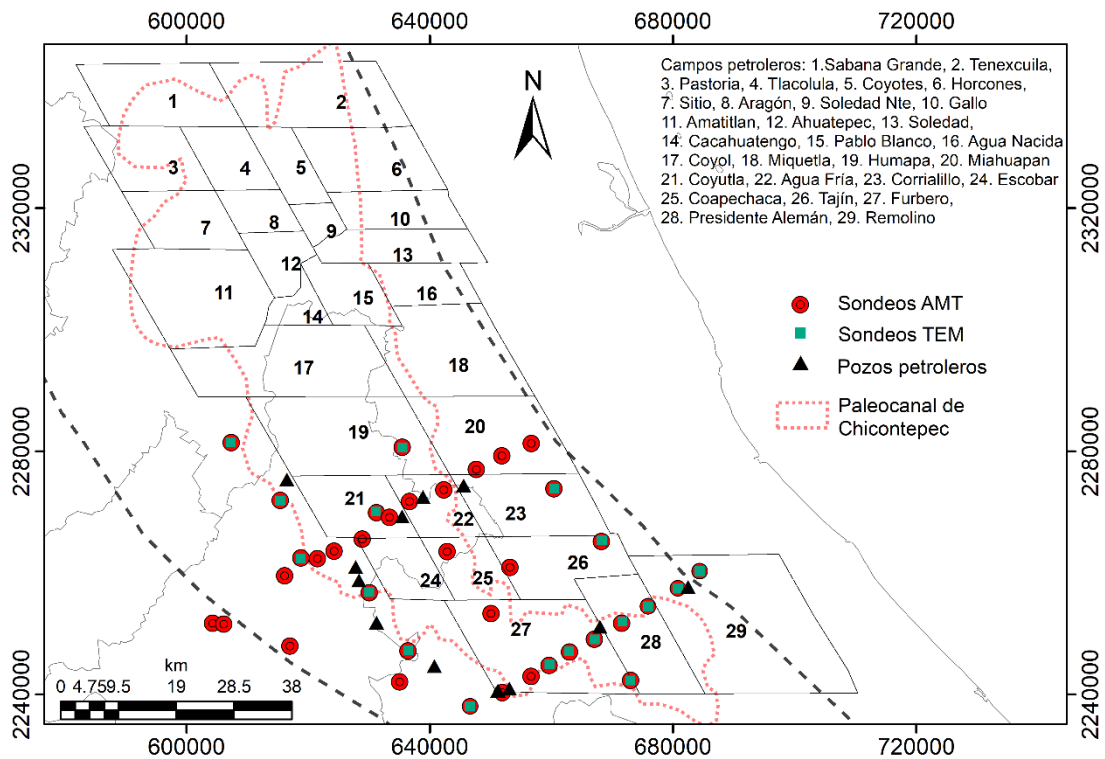 600000 640000 680000 720000
Campos petroleros: 1.Sabana Grande, 2. Tenexcuila,
3. Pastoria, 4. Tlacolula, 5. Coyotes, 6. Horcones,
7. Sitio, 8. Aragón, 9. Soledad Nte, 10. Gallo
11. Amatitlan, 12. Ahuatepec, 13. Soledad,
14. Cacahuatengo, 15. Pablo Blanco, 16. Agua Nacida
17. Coyol, 18. Miquetla, 19. Humapa, 20. Miahuapan
21. Coyutla, 22. Agua Fría, 23. Corrialillo, 24. Escobar
25. Coapechaca, 26. Tajín, 27. Furbero,
28. Presidente Alemán, 29. Remolino
N
1
2
3
4
5
6
7
8
9
10
11
12
13
14
15
16
17
18
19
20
21
22
23
24
25
26
27
28
29
2320000
2280000
2240000
2320000
2280000
2240000
Sondeos AMT
Sondeos TEM
Pozos petroleros
Paleocanal de
Chicontepec
km
0 4.759.5 19 28.5 38
600000 640000 680000 720000